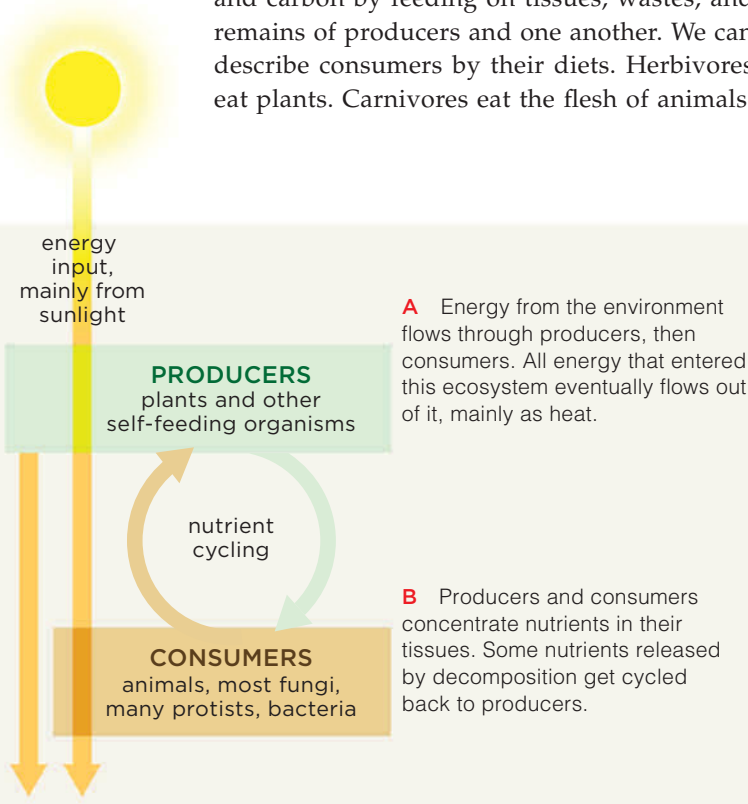 and carbon by feeding on tissues, wastes, and
remains of producers and one another. We can
describe consumers by their diets. Herbivores
eat plants. Carnivores eat the flesh of animals
energy
input,
mainly from
sunlight
PRODUCERS
plants and other
self-feeding organisms
A Energy from the environment
flows through producers, then
consumers. All energy that entered
this ecosystem eventually flows out
of it, mainly as heat.
nutrient
cycling
CONSUMERS
animals, most fungi,
many protists, bacteria
B Producers and consumers
concentrate nutrients in their
tissues. Some nutrients released
by decomposition get cycled
back to producers.